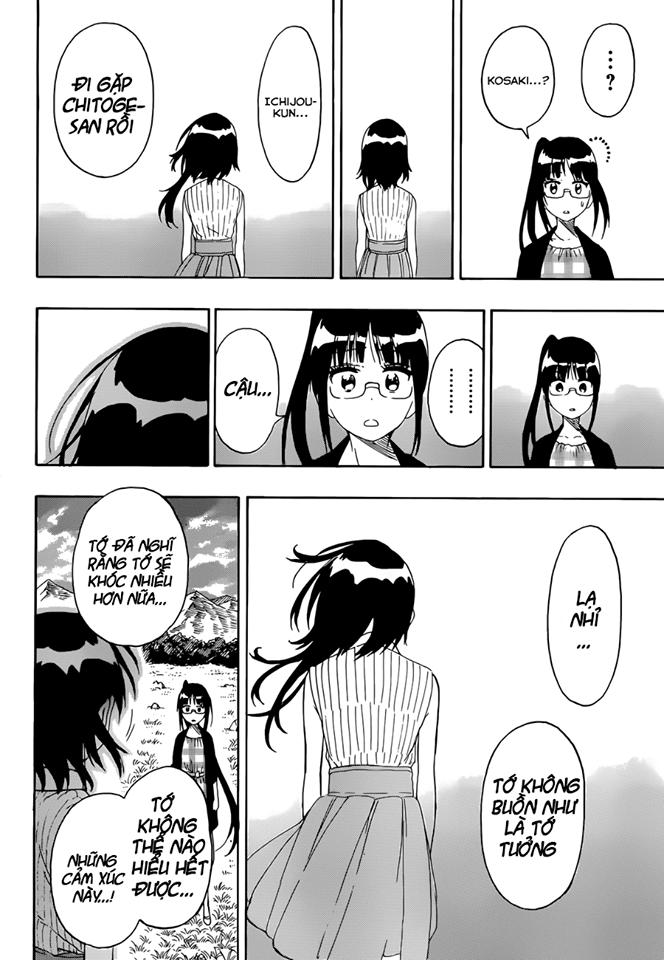 ...?
KOSAKI...?
ICHIJOU-
KUN...
ĐI GẶP
CHITOGE-
SAN RỒI
......
CẬU...
LẠ
NHỈ
...
TỚ KHÔNG
BUỒN NHƯ
LÀ TỚ
TƯỞNG
TỚ ĐÃ NGHĨ
RẰNG TỚ SẼ
KHÓC NHIỀU
HƠN NỮA...
TỚ
KHÔNG
THỂ NÀO
HIỂU HẾT
ĐƯỢC...
NHỮNG
CẢM XÚC
NÀY...!